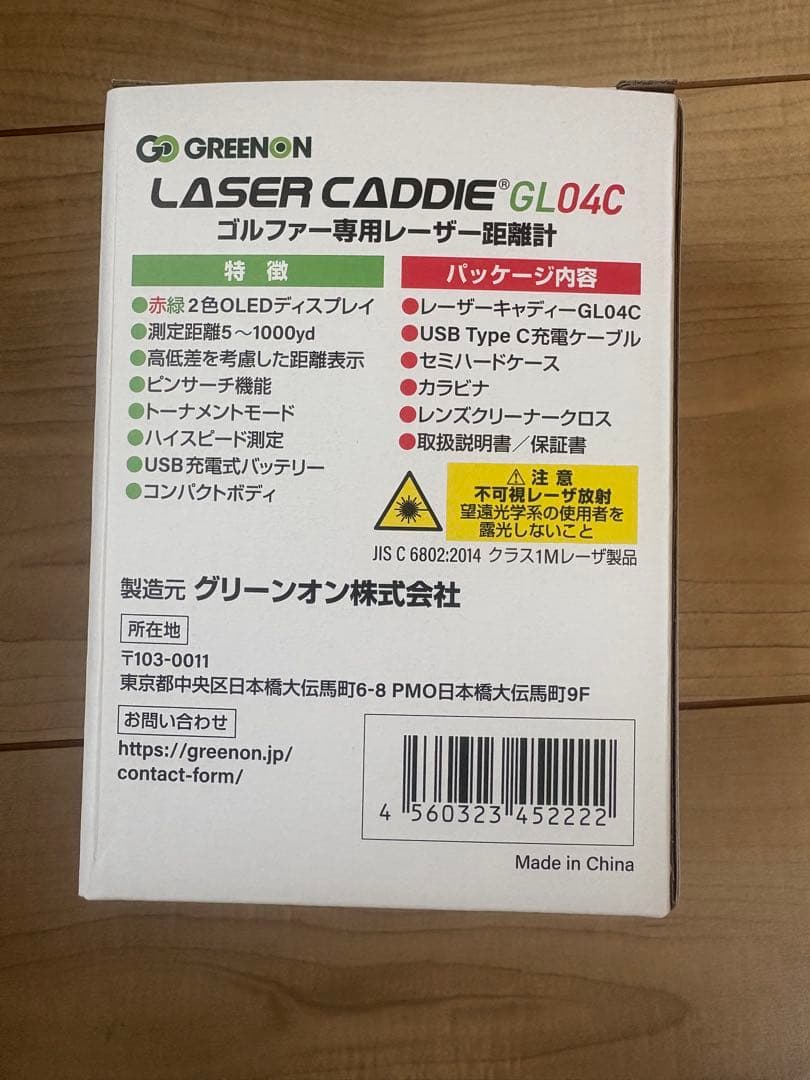 GREENON
LASER CADDIE® GL04C
ゴルファー専用レーザー距離計
特徴
●赤緑2色OLEDディスプレイ
●測定距離5〜1000yd
●高低差を考慮した距離表示
●ピンサーチ機能
●トーナメントモード
●ハイスピード測定
●USB充電式バッテリー
●コンパクトボディ
パッケージ内容
●レーザーキャディーGL04C
●USB Type C充電ケーブル
●セミハードケース
●カラビナ
●レンズクリーナークロス
●取扱説明書／保証書
⚠注意
不可視レーザ放射
望遠光学系の使用者を
露光しないこと
JIS C 6802:2014 クラス1Mレーザ製品
製造元 グリーンオン株式会社
所在地
〒103-0011
東京都中央区日本橋大伝馬町6-8 PMO日本橋大伝馬町9F
お問い合わせ
https://greenon.jp/
contact-form/
4 560323 452222
Made in China